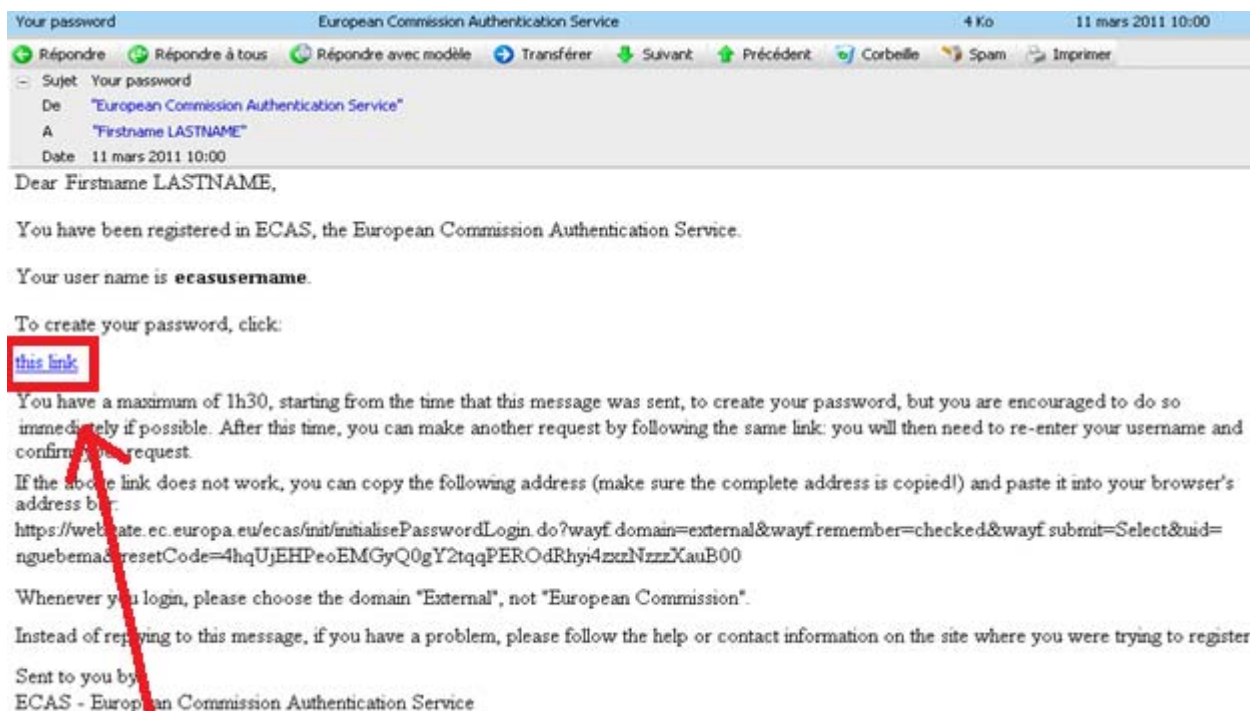 Your password European Commission Authentication Service 4 Ko 11 mars 2011 10:00
Répondre Répondre à tous Répondre avec modèle Transférer Suivant Précédent Corbeille Spam Imprimer
Sujet Your password
De "European Commission Authentication Service"
A "Firstname LASTNAME"
Date 11 mars 2011 10:00
Dear Firstname LASTNAME,
You have been registered in ECAS, the European Commission Authentication Service.
Your user name is ecasusername.
To create your password, click:
this link
You have a maximum of 1h30, starting from the time that this message was sent, to create your password, but you are encouraged to do so
immediately if possible. After this time, you can make another request by following the same link: you will then need to re-enter your username and
confirm your request.
If the above link does not work, you can copy the following address (make sure the complete address is copied!) and paste it into your browser's
address bar:
https://webgate.ec.europa.eu/ecas/init/initialisePasswordLogin.do?wayf.domain=external&wayf.remember=checked&wayf.submit=Select&uid=
nguebema&resetCode=4hqUjEHPeoEMGyQ0gY2tqqPEROdRhyi4zxzNzzzXauB00
Whenever you login, please choose the domain "External", not "European Commission".
Instead of replying to this message, if you have a problem, please follow the help or contact information on the site where you were trying to register
Sent to you by
ECAS - European Commission Authentication Service